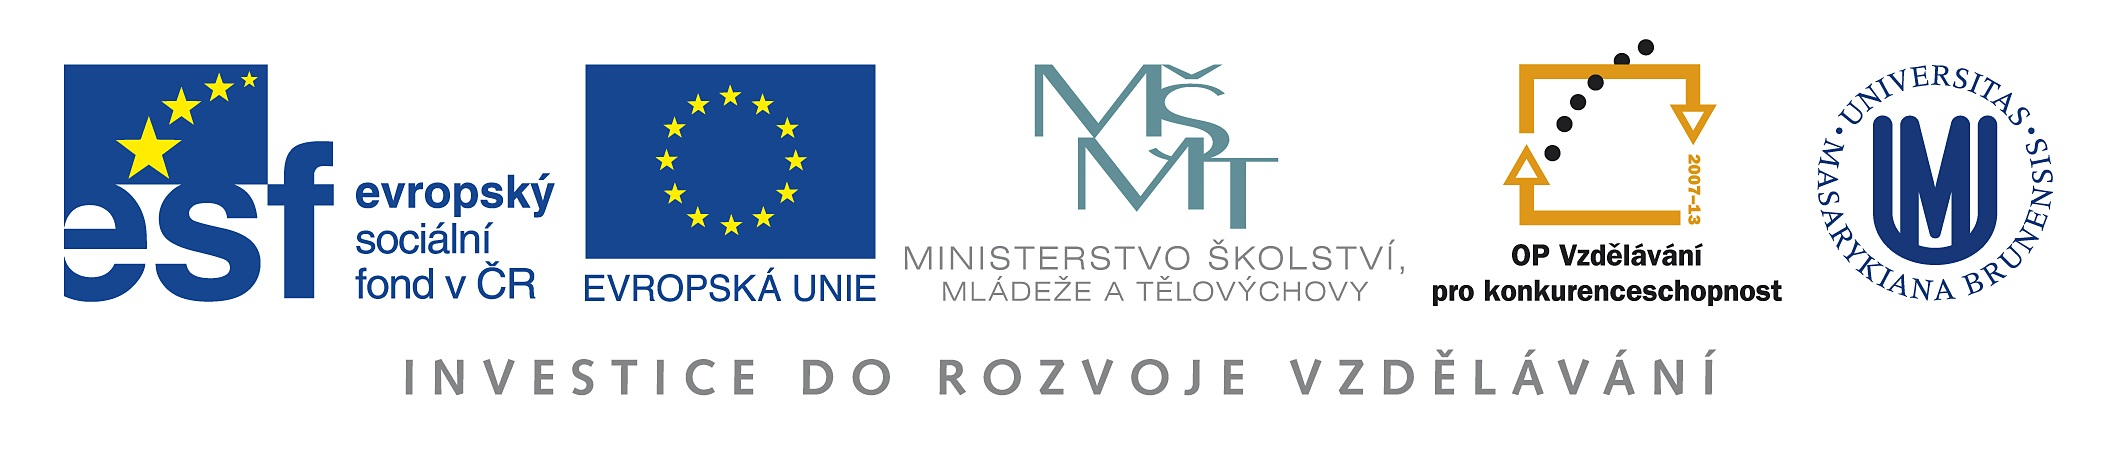 esf
evropský
sociální
fond v ČR
EVROPSKÁ UNIE
MŠMT
MINISTERSTVO ŠKOLSTVÍ,
MLÁDEŽE A TĚLOVÝCHOVY
2007-13
OP Vzdělávání
pro konkurenceschopnost
UNIVERSITAS • MASARYKIANA BRUNENSIS •
MU
INVESTICE DO ROZVOJE VZDĚLÁVÁNÍ